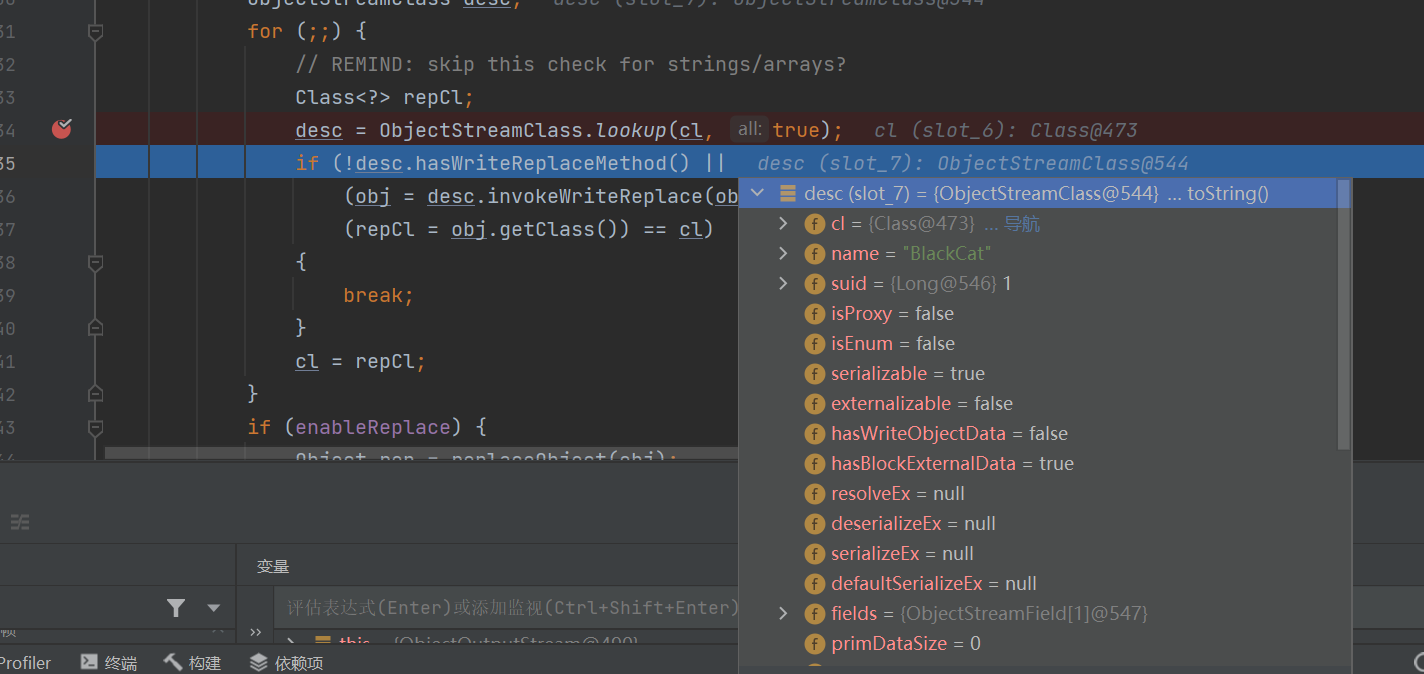 ObjectStreamClass desc;   desc (slot_7): ObjectStreamClass@544
31 for (;;) {
32 // REMIND: skip this check for strings/arrays?
33 Class<?> repCl;
34 desc = ObjectStreamClass.lookup(cl, all: true);   cl (slot_6): Class@473
35 if (!desc.hasWriteReplaceMethod() ||   desc (slot_7): ObjectStreamClass@544
36 (obj = desc.invokeWriteReplace(ob
37 (repCl = obj.getClass()) == cl)
38 {
39 break;
40 }
41 cl = repCl;
42 }
43 if (enableReplace) {
44 Object rep = replaceObject(obj);
desc (slot_7) = {ObjectStreamClass@544} ... toString()
f cl = {Class@473} ... 导航
f name = "BlackCat"
f suid = {Long@546} 1
f isProxy = false
f isEnum = false
f serializable = true
f externalizable = false
f hasWriteObjectData = false
f hasBlockExternalData = true
f resolveEx = null
f deserializeEx = null
f serializeEx = null
f defaultSerializeEx = null
f fields = {ObjectStreamField[1]@547}
f primDataSize = 0
变量
评估表达式(Enter)或添加监视(Ctrl+Shift+Enter)
this = {ObjectOutputStream@490}
Profiler 终端 构建 依赖项